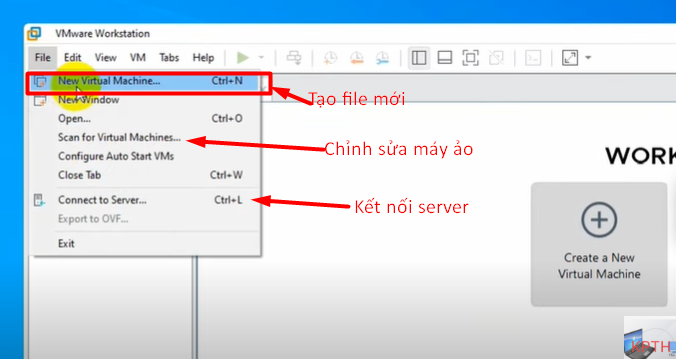 VMware Workstation
File Edit View VM Tabs Help
New Virtual Machine... Ctrl+N
Tạo file mới
New Window
Open... Ctrl+O
Scan for Virtual Machines...
Chỉnh sửa máy ảo
Configure Auto Start VMs
Close Tab Ctrl+W
WORK
Connect to Server... Ctrl+L
Kết nối server
Export to OVF...
Exit
Create a New
Virtual Machine
KPTH